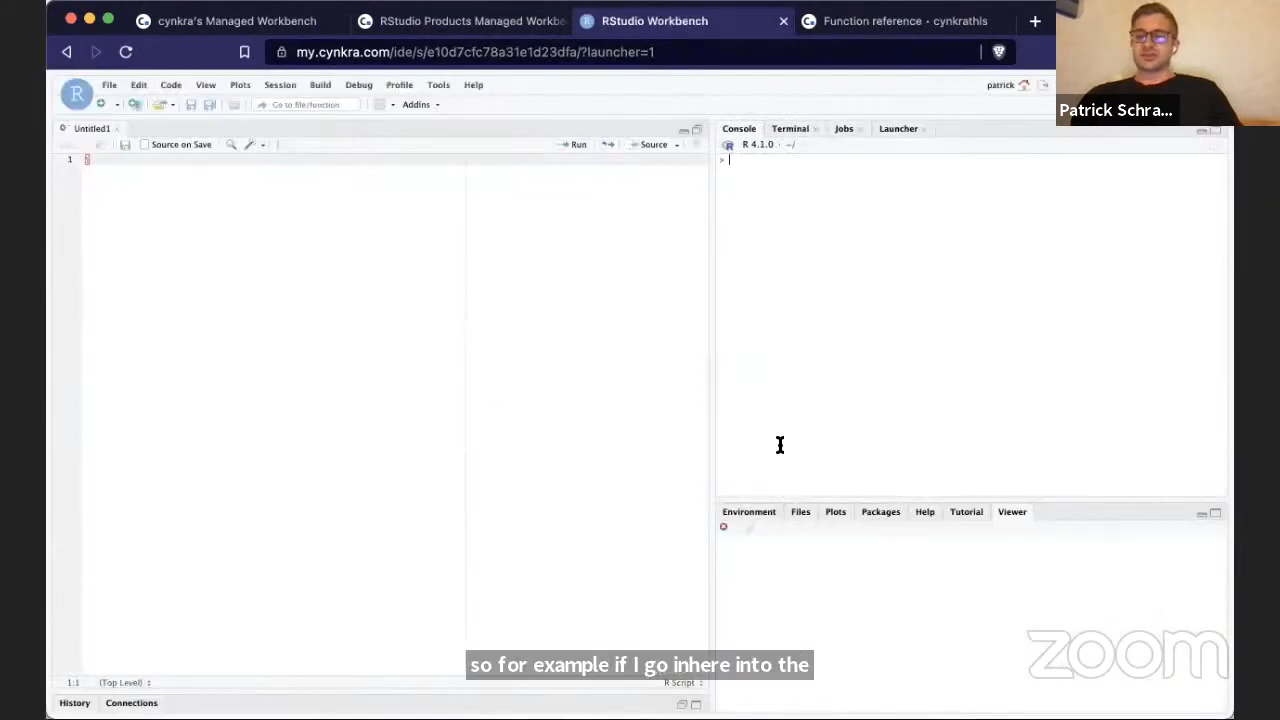 cynkra's Managed Workbench
RStudio Products Managed Workbe
RStudio Workbench
Function reference • cynkrathis
my.cynkra.com/ide/s/e10d7cfc78a31e1d23dfa/?launcher=1
Patrick Schra...
File Edit Code View Plots Session Build Debug Profile Tools Help
patrick
Go to file/function
Addins
Untitled1
Source on Save
Run
Source
1
1:1 (Top Level)
R Script
History Connections
Console Terminal Jobs Launcher
R 4.1.0 · ~/
>
Environment Files Plots Packages Help Tutorial Viewer
so for example if I go inhere into the
zoom